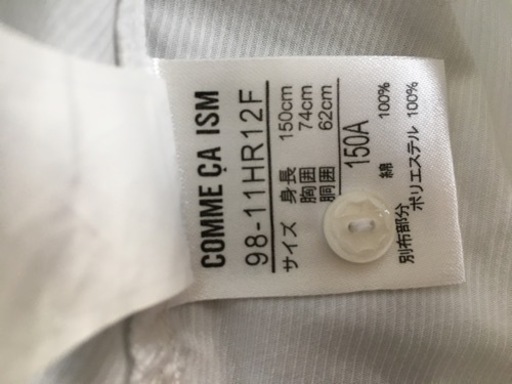 COMME ÇA ISM
98-11HR12F
サイズ 身長 150cm
胸囲 74cm
胴囲 62cm
150A
綿 100%
別布部分
ポリエステル 100%